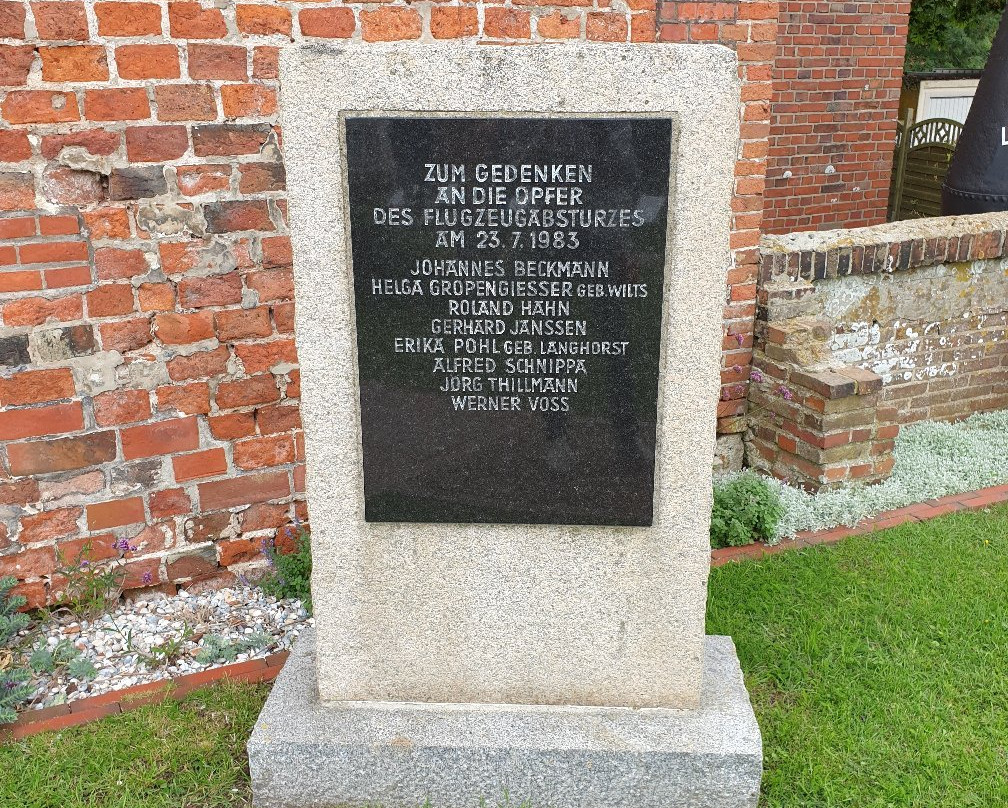 ZUM GEDENKEN
AN DIE OPFER
DES FLUGZEUGABSTURZES
AM 23.7.1983
JOHANNES BECKMANN
HELGA GROPENGIESSER GEB. WILTS
ROLAND HAHN
GERHARD JANSSEN
ERIKA POHL GEB. LANGHORST
ALFRED SCHNIPPA
JÖRG THILLMANN
WERNER VOSS